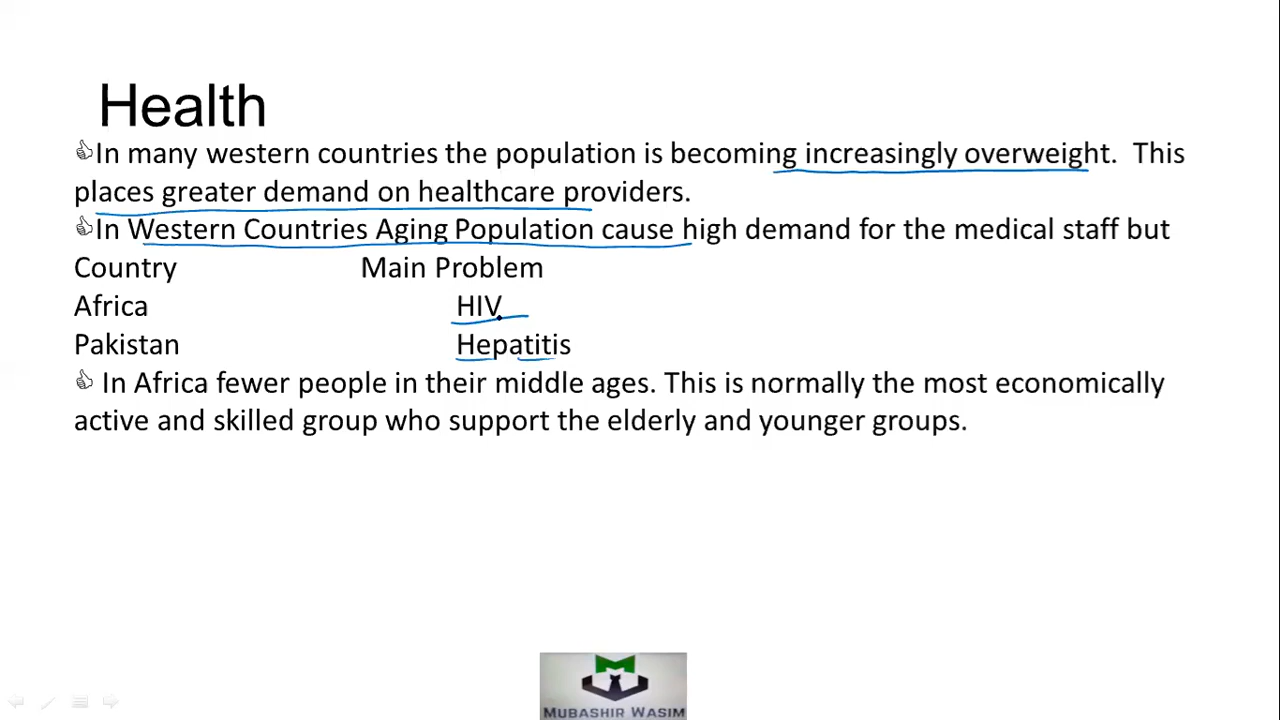 Health
👍In many western countries the population is becoming increasingly overweight. This
places greater demand on healthcare providers.
👍In Western Countries Aging Population cause high demand for the medical staff but
Country Main Problem
Africa HIV
Pakistan Hepatitis
👍 In Africa fewer people in their middle ages. This is normally the most economically
active and skilled group who support the elderly and younger groups.
MUBASHIR WASIM